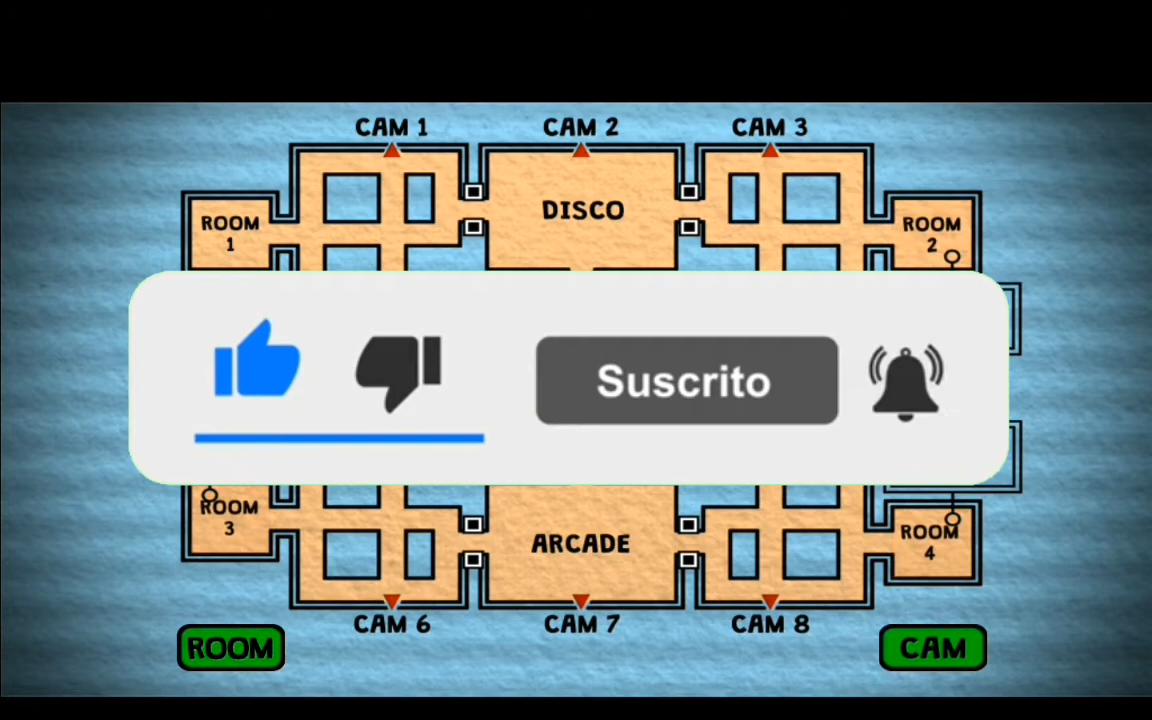 CAM 1
CAM 2
CAM 3
DISCO
ROOM
1
ROOM
2
Suscrito
ROOM
3
ARCADE
ROOM
4
CAM 6
CAM 7
CAM 8
ROOM
CAM